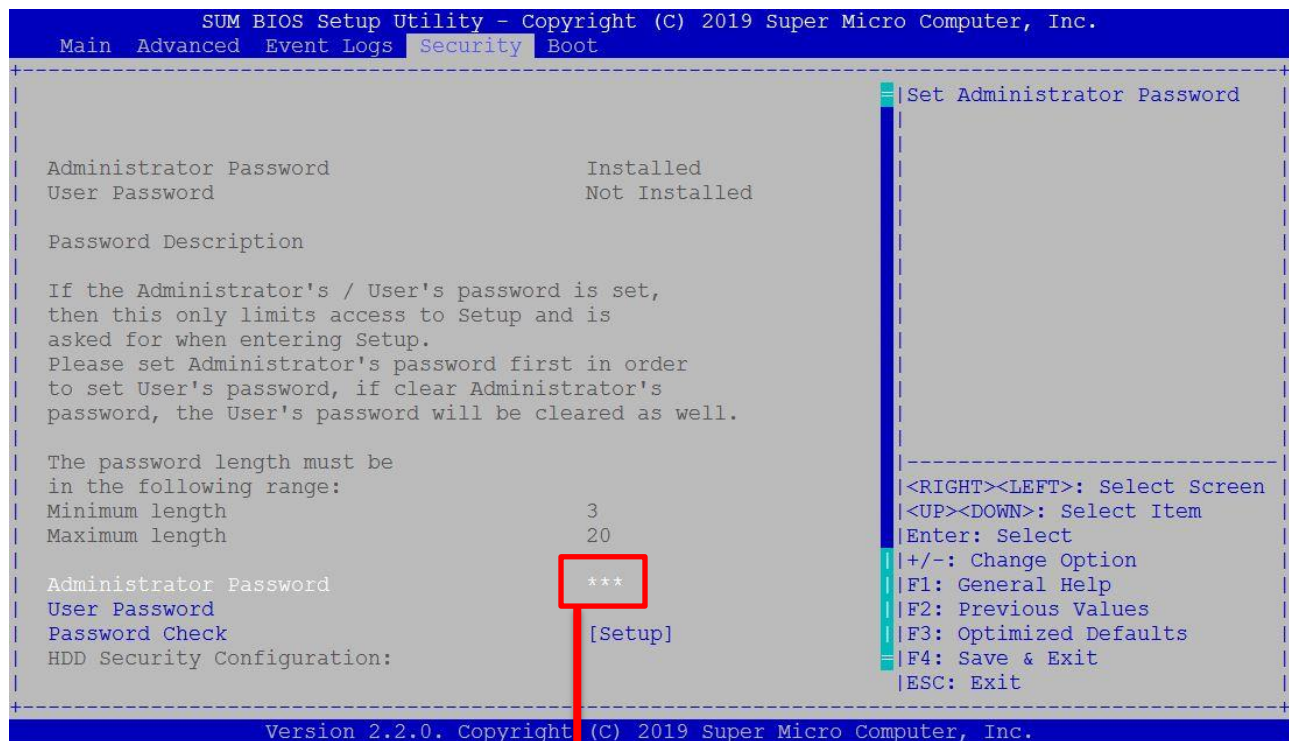 SUM BIOS Setup Utility - Copyright (C) 2019 Super Micro Computer, Inc.
Main Advanced Event Logs Security Boot
Set Administrator Password
Administrator Password Installed
User Password Not Installed
Password Description
If the Administrator's / User's password is set,
then this only limits access to Setup and is
asked for when entering Setup.
Please set Administrator's password first in order
to set User's password, if clear Administrator's
password, the User's password will be cleared as well.
The password length must be
in the following range:
Minimum length 3
Maximum length 20
Administrator Password ***
User Password
Password Check [Setup]
HDD Security Configuration:
<RIGHT><LEFT>: Select Screen
<UP><DOWN>: Select Item
Enter: Select
+/-: Change Option
F1: General Help
F2: Previous Values
F3: Optimized Defaults
F4: Save & Exit
ESC: Exit
Version 2.2.0. Copyright (C) 2019 Super Micro Computer, Inc.